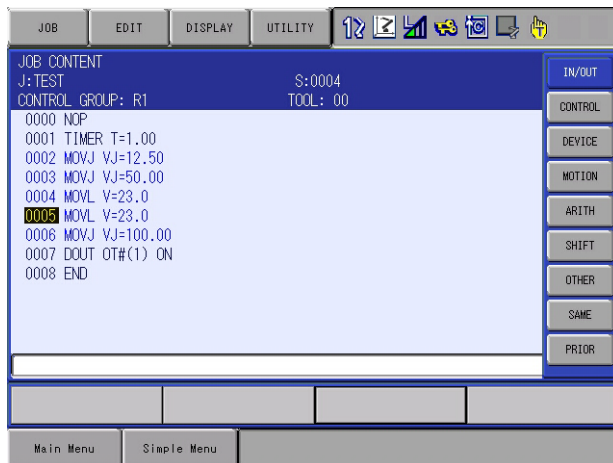 JOB EDIT DISPLAY UTILITY
JOB CONTENT
J:TEST S:0004
CONTROL GROUP: R1 TOOL: 00
0000 NOP
0001 TIMER T=1.00
0002 MOVJ VJ=12.50
0003 MOVJ VJ=50.00
0004 MOVL V=23.0
0005 MOVL V=23.0
0006 MOVJ VJ=100.00
0007 DOUT OT#(1) ON
0008 END
IN/OUT
CONTROL
DEVICE
MOTION
ARITH
SHIFT
OTHER
SAME
PRIOR
Main Menu Simple Menu